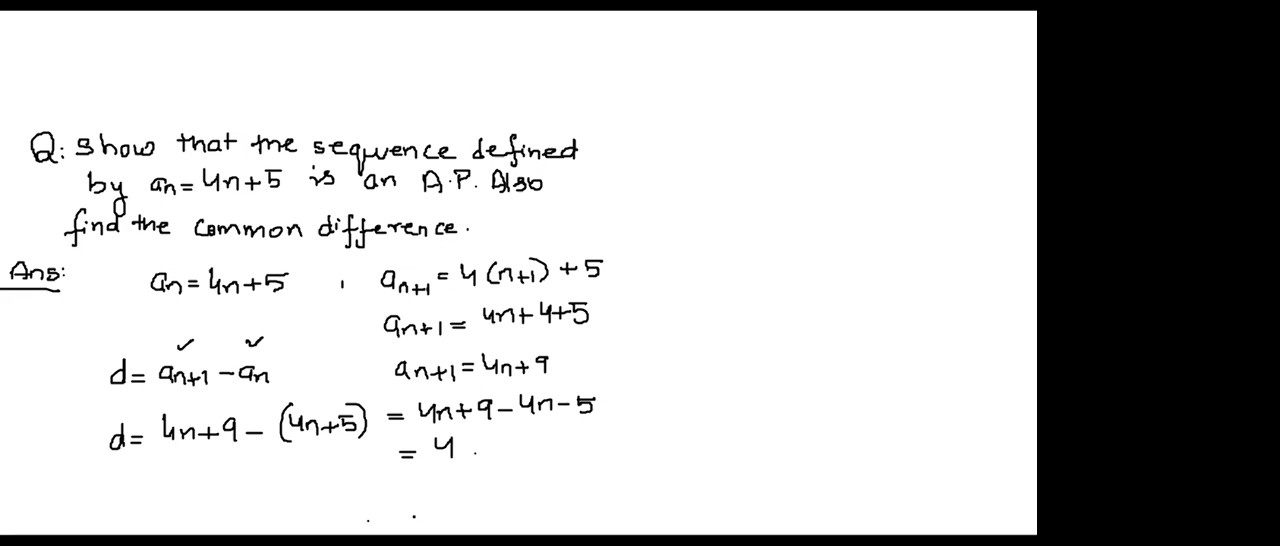 Q: Show that the sequence defined
by an = 4n+5 is an A.P. Also
find the common difference.
Ans: an = 4n+5 , an+1 = 4(n+1) + 5
an+1 = 4n+4+5
d = an+1 - an an+1 = 4n+9
d = 4n+9 - (4n+5) = 4n+9-4n-5
= 4 .